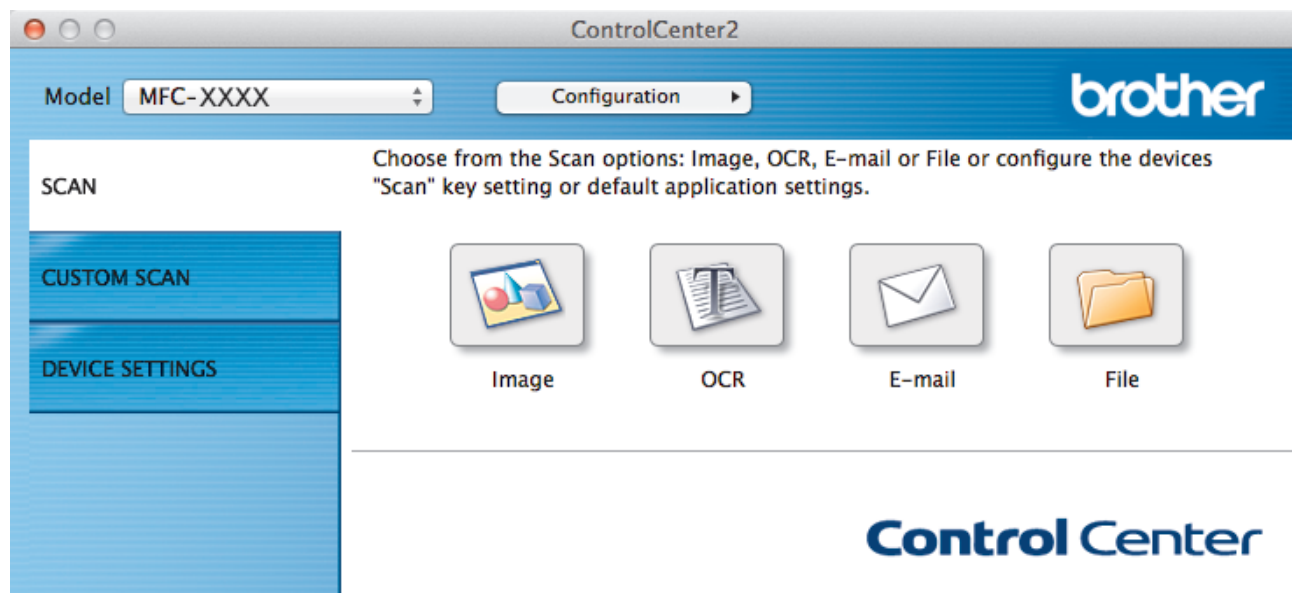 ControlCenter2
Model MFC-XXXX Configuration brother
SCAN
Choose from the Scan options: Image, OCR, E-mail or File or configure the devices
"Scan" key setting or default application settings.
CUSTOM SCAN
DEVICE SETTINGS
Image OCR E-mail File
Control Center